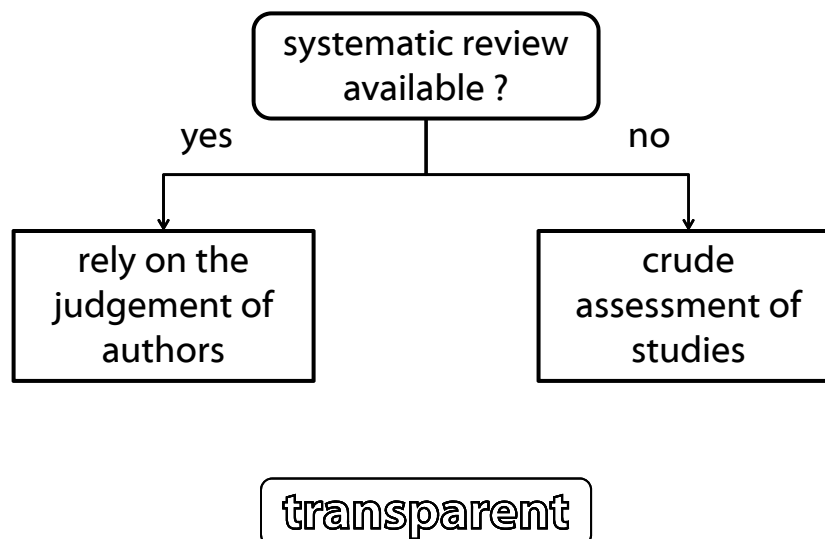 systematic review
available ?
yes
no
rely on the
judgement of
authors
crude
assessment of
studies
transparent